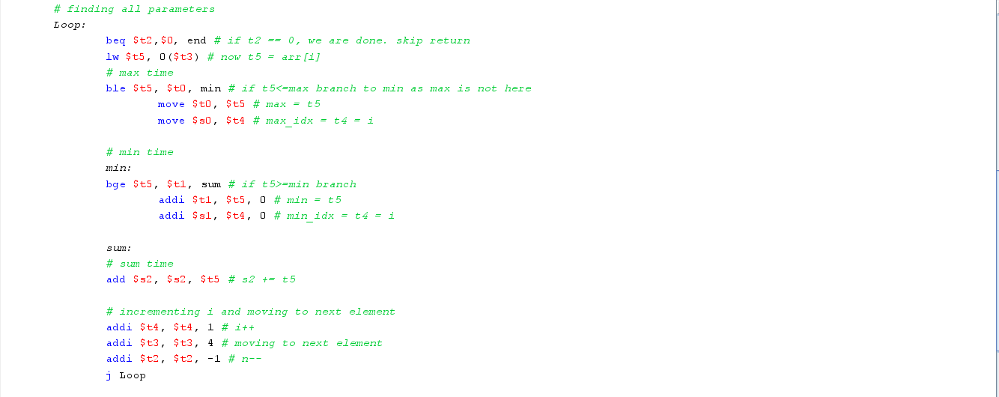 # finding all parameters
Loop:
beq $t2,$0, end # if t2 == 0, we are done. skip return
lw $t5, 0($t3) # now t5 = arr[i]
# max time
ble $t5, $t0, min # if t5<=max branch to min as max is not here
move $t0, $t5 # max = t5
move $s0, $t4 # max_idx = t4 = i
# min time
min:
bge $t5, $t1, sum # if t5>=min branch
addi $t1, $t5, 0 # min = t5
addi $s1, $t4, 0 # min_idx = t4 = i
sum:
# sum time
add $s2, $s2, $t5 # s2 += t5
# incrementing i and moving to next element
addi $t4, $t4, 1 # i++
addi $t3, $t3, 4 # moving to next element
addi $t2, $t2, -1 # n--
j Loop